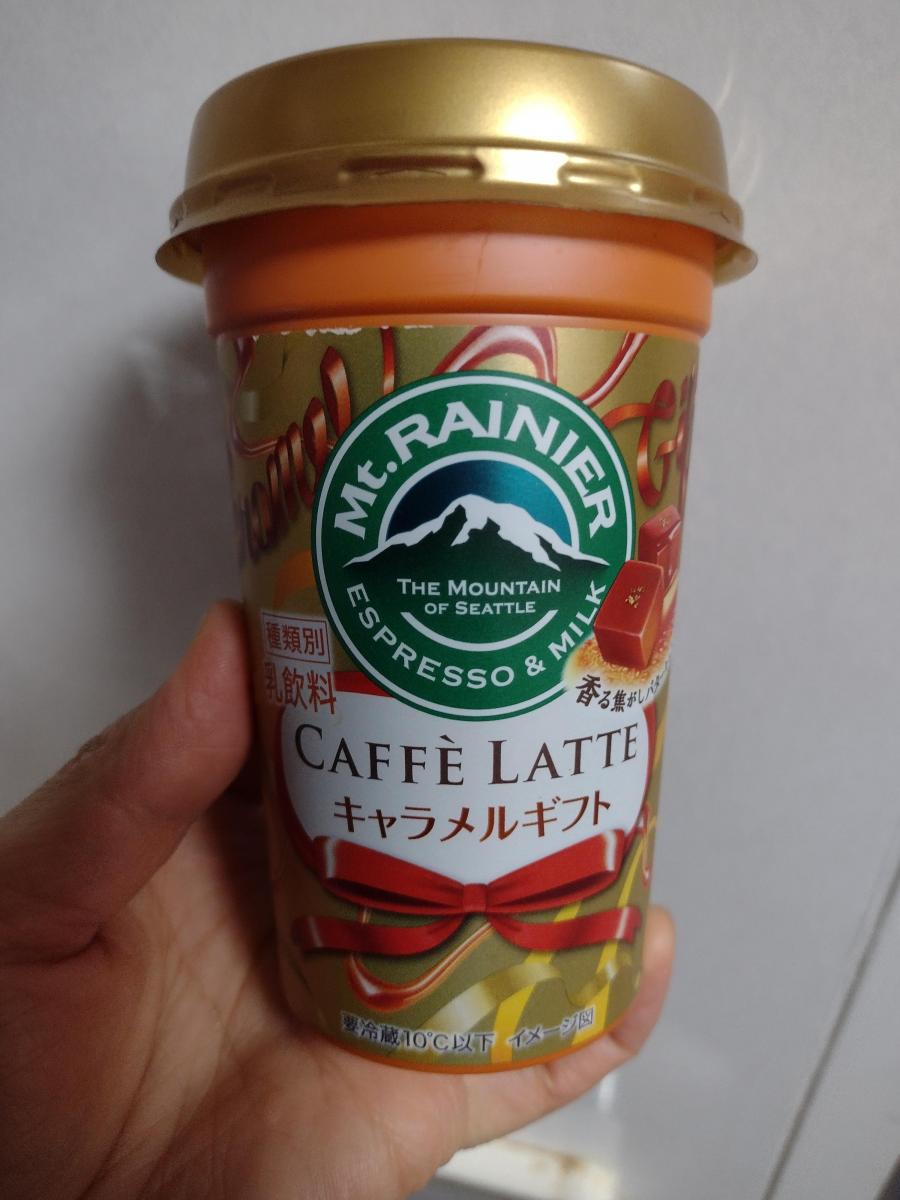 Caramel
Gi
Mt. RAINIER
THE MOUNTAIN
OF SEATTLE
ESPRESSO & MILK
種類別
乳飲料
香る焦がしバター
CAFFÈ LATTE
キャラメルギフト
要冷蔵10℃以下 イメージ図